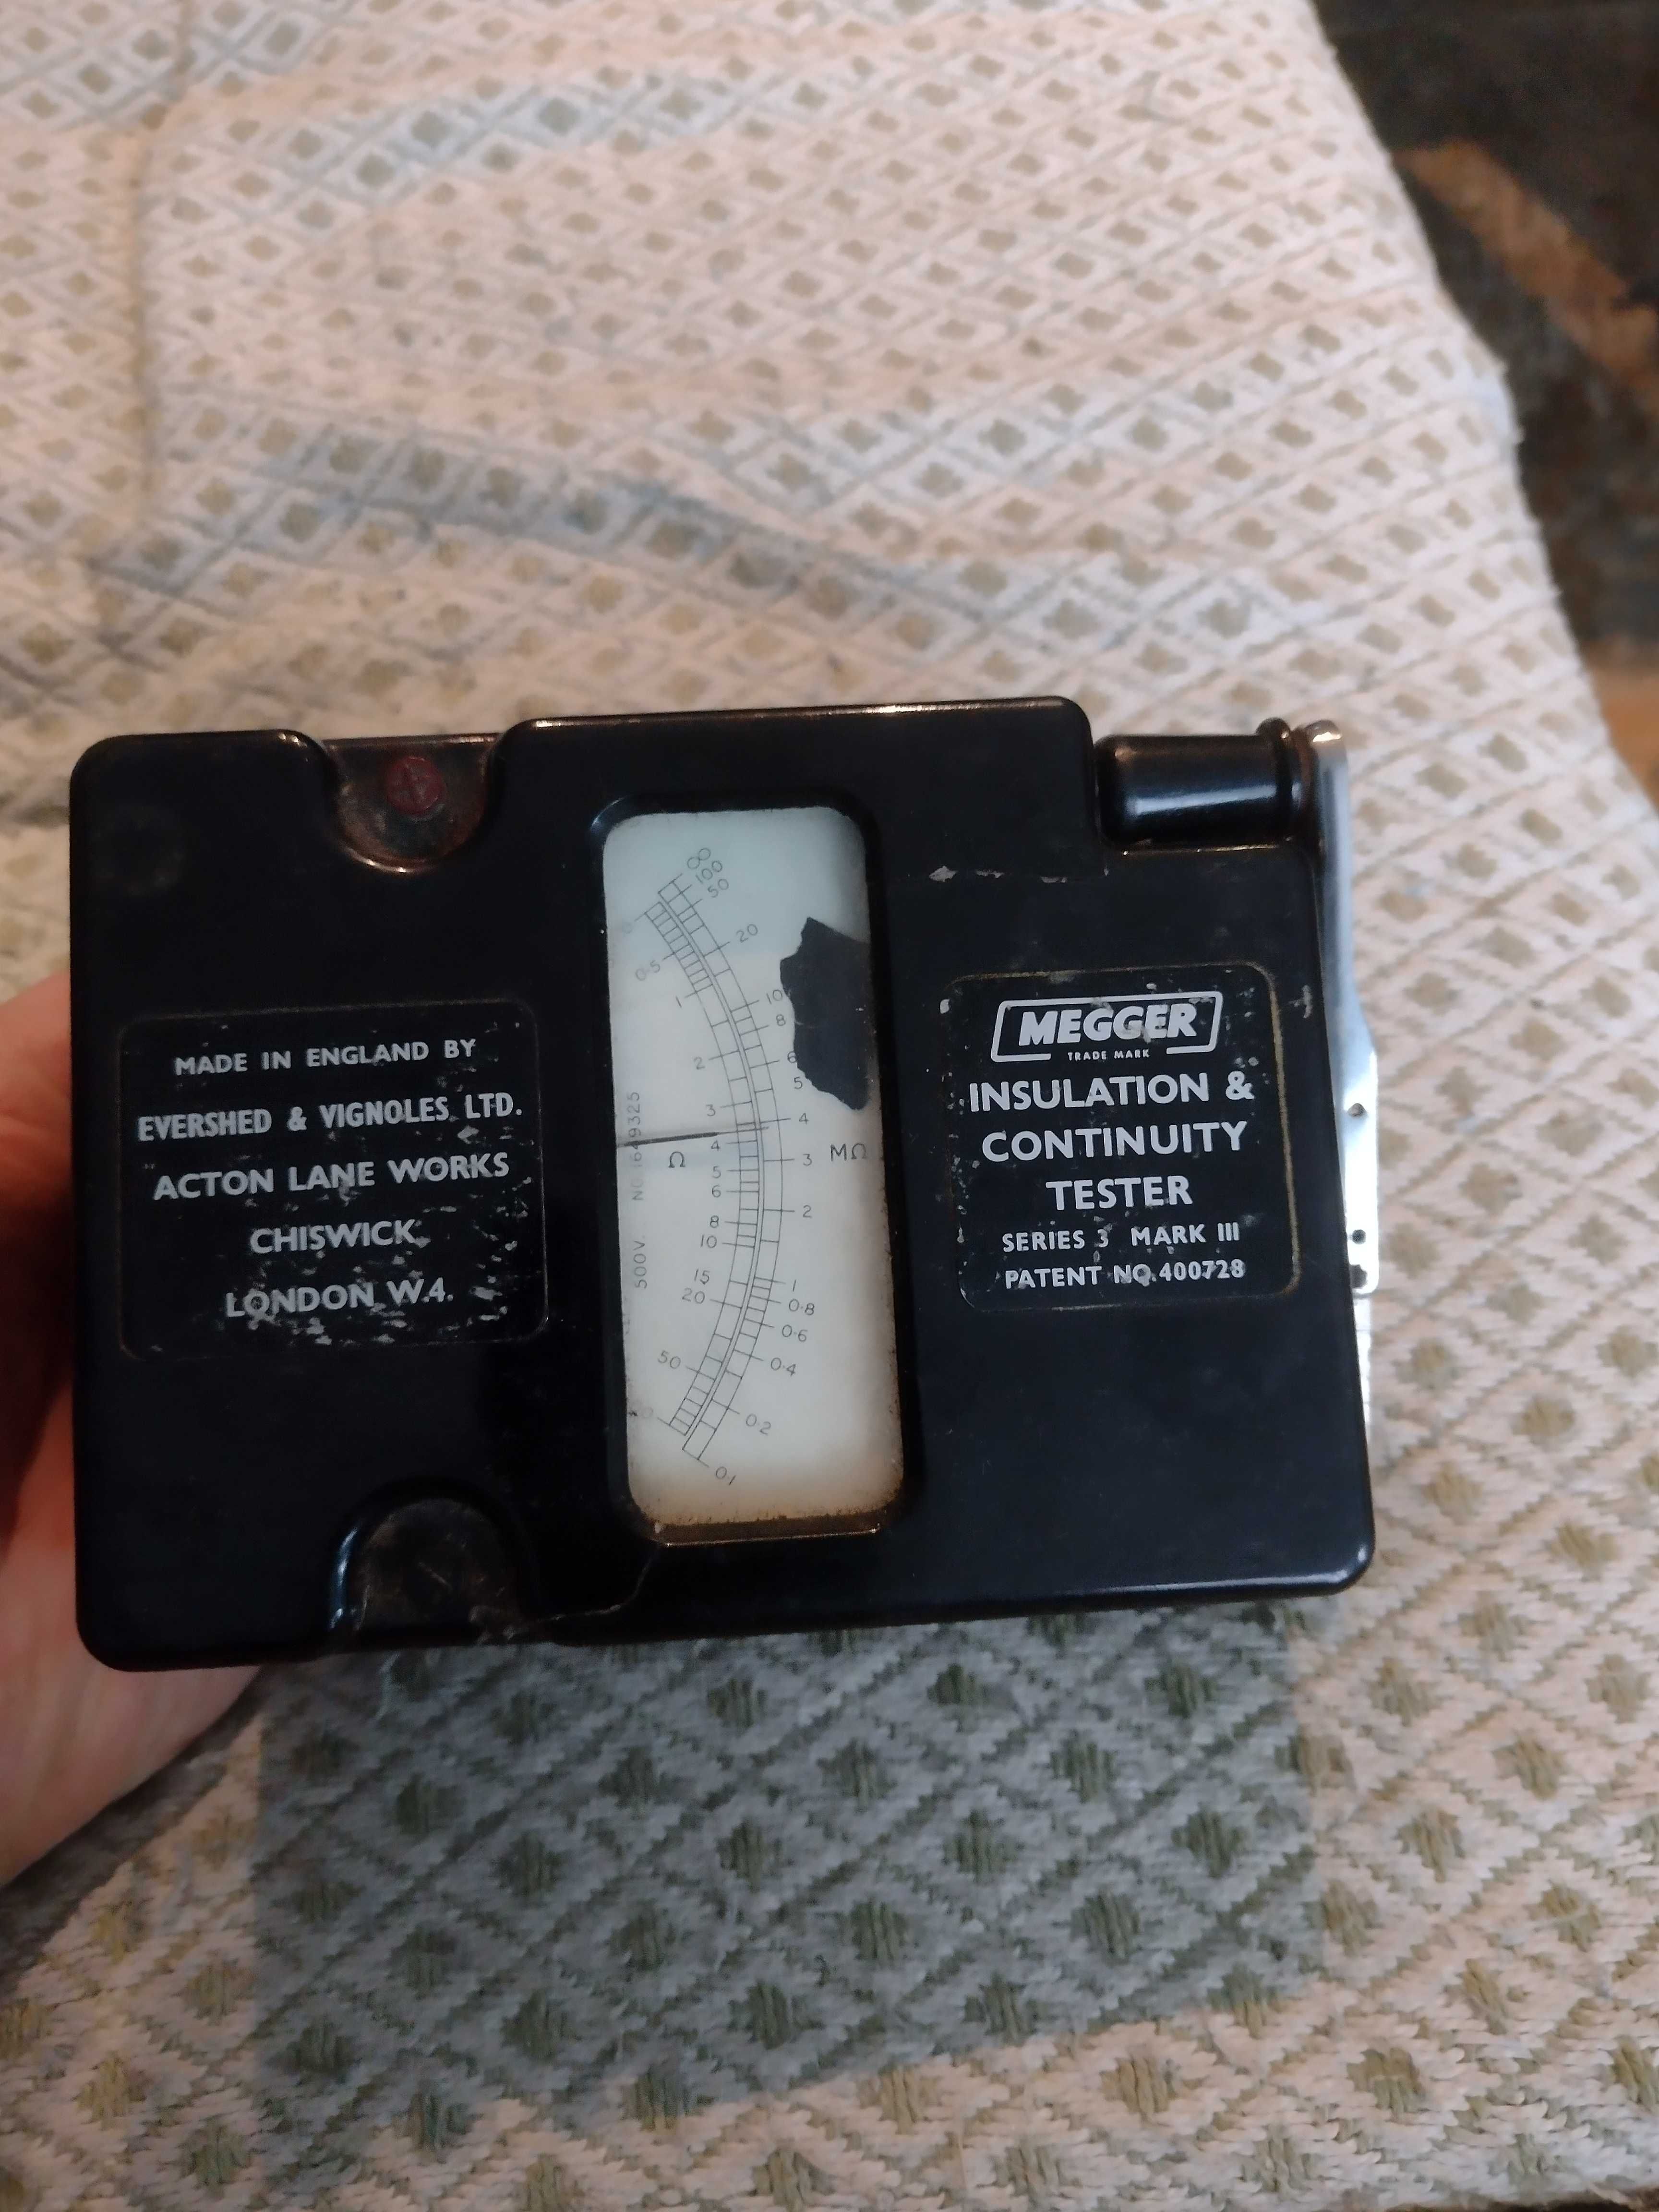 MADE IN ENGLAND BY
EVERSHED & VIGNOLES LTD.
ACTON LANE WORKS
CHISWICK
LONDON W.4.
∞
100
50
20
10
8
6
5
4
3
2
1
0·8
0·6
0·4
0·2
0·1
MΩ
0·5
1
2
3
4
5
6
8
10
15
20
50
Ω
500V.
MEGGER
TRADE MARK
INSULATION &
CONTINUITY
TESTER
SERIES 3 MARK III
PATENT NO. 400728